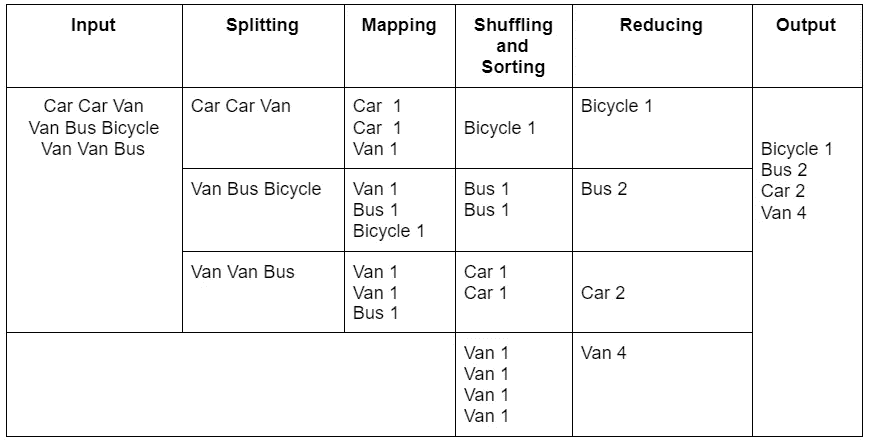 Input
Splitting
Mapping
Shuffling
and
Sorting
Reducing
Output
Car Car Van
Van Bus Bicycle
Van Van Bus
Car Car Van
Car 1
Car 1
Van 1
Bicycle 1
Bicycle 1
Bicycle 1
Bus 2
Car 2
Van 4
Van Bus Bicycle
Van 1
Bus 1
Bicycle 1
Bus 1
Bus 1
Bus 2
Van Van Bus
Van 1
Van 1
Bus 1
Car 1
Car 1
Car 2
Van 1
Van 1
Van 1
Van 1
Van 4